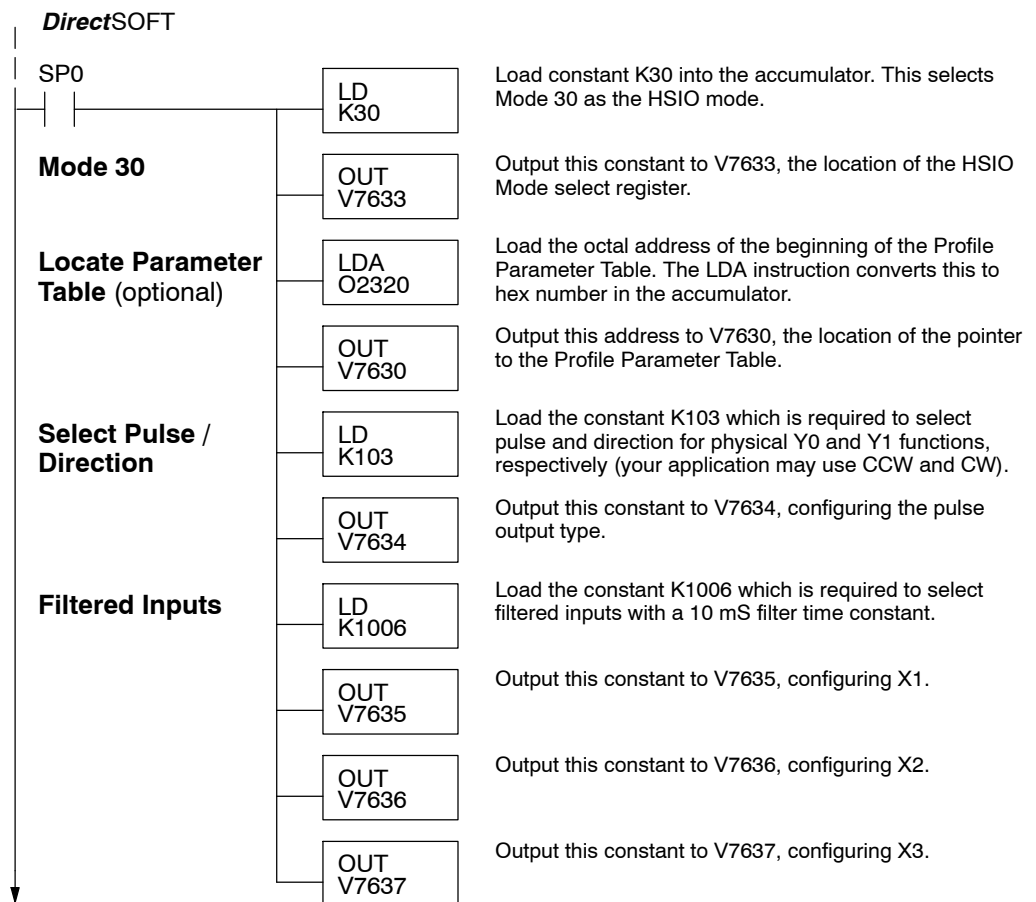 DirectSOFT
SP0
LD
K30
Load constant K30 into the accumulator. This selects
Mode 30 as the HSIO mode.
Mode 30
OUT
V7633
Output this constant to V7633, the location of the HSIO
Mode select register.
Locate Parameter
Table (optional)
LDA
O2320
Load the octal address of the beginning of the Profile
Parameter Table. The LDA instruction converts this to
hex number in the accumulator.
OUT
V7630
Output this address to V7630, the location of the pointer
to the Profile Parameter Table.
Select Pulse /
Direction
LD
K103
Load the constant K103 which is required to select
pulse and direction for physical Y0 and Y1 functions,
respectively (your application may use CCW and CW).
OUT
V7634
Output this constant to V7634, configuring the pulse
output type.
Filtered Inputs
LD
K1006
Load the constant K1006 which is required to select
filtered inputs with a 10 mS filter time constant.
OUT
V7635
Output this constant to V7635, configuring X1.
OUT
V7636
Output this constant to V7636, configuring X2.
OUT
V7637
Output this constant to V7637, configuring X3.